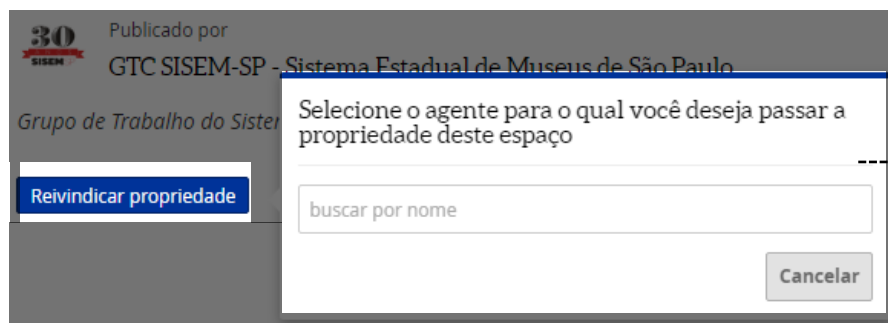 30
SISEM
Publicado por
GTC SISEM-SP - Sistema Estadual de Museus de São Paulo
Grupo de Trabalho do Sister
Selecione o agente para o qual você deseja passar a
propriedade deste espaço
Reivindicar propriedade
buscar por nome
Cancelar